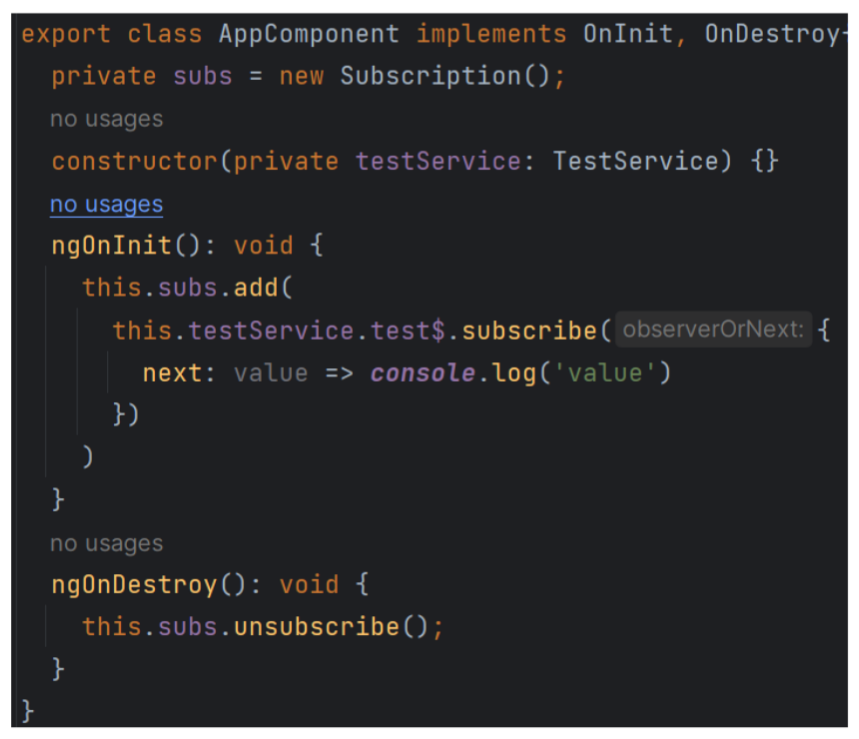 export class AppComponent implements OnInit, OnDestroy{
private subs = new Subscription();
no usages
constructor(private testService: TestService) {}
no usages
ngOnInit(): void {
this.subs.add(
this.testService.test$.subscribe( observerOrNext: {
next: value => console.log('value')
})
)
}
no usages
ngOnDestroy(): void {
this.subs.unsubscribe();
}
}